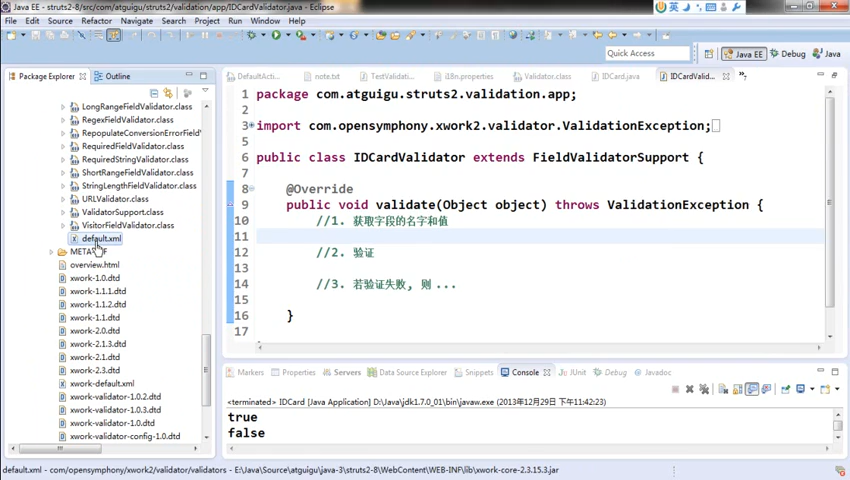 Java EE - struts2-8/src/com/atguigu/struts2/validation/app/IDCardValidator.java - Eclipse
File Edit Source Refactor Navigate Search Project Run Window Help
英
Quick Access
Java EE
Debug
Java
Package Explorer
Outline
LongRangeFieldValidator.class
RegexFieldValidator.class
RepopulateConversionErrorField
RequiredFieldValidator.class
RequiredStringValidator.class
ShortRangeFieldValidator.class
StringLengthFieldValidator.class
URLValidator.class
ValidatorSupport.class
VisitorFieldValidator.class
default.xml
overview.html
xwork-1.0.dtd
xwork-1.1.1.dtd
xwork-1.1.2.dtd
xwork-1.1.dtd
xwork-2.0.dtd
xwork-2.1.3.dtd
xwork-2.1.dtd
xwork-2.3.dtd
xwork-default.xml
xwork-validator-1.0.2.dtd
xwork-validator-1.0.3.dtd
xwork-validator-1.0.dtd
xwork-validator-config-1.0.dtd
DefaultActi...
note.txt
TestValidati...
i18n.properties
Validator.class
IDCard.java
IDCardValid...
1 package com.atguigu.struts2.validation.app;
2
3 import com.opensymphony.xwork2.validator.ValidationException;
5
6 public class IDCardValidator extends FieldValidatorSupport {
7
8 @Override
9 public void validate(Object object) throws ValidationException {
10 //1. 获取字段的名字和值
11
12 //2. 验证
13
14 //3. 若验证失败, 则 ...
15
16 }
17
Markers
Properties
Servers
Data Source Explorer
Snippets
Console
JUnit
Debug
Javadoc
<terminated> IDCard [Java Application] D:\Java\jdk1.7.0_01\bin\javaw.exe (2013年12月29日 下午11:42:23)
true
false
default.xml - com/opensymphony/xwork2/validator/validators - E:\Java\Source\atguigu\java-3\struts2-8\WebContent\WEB-INF\lib\xwork-core-2.3.15.3.jar